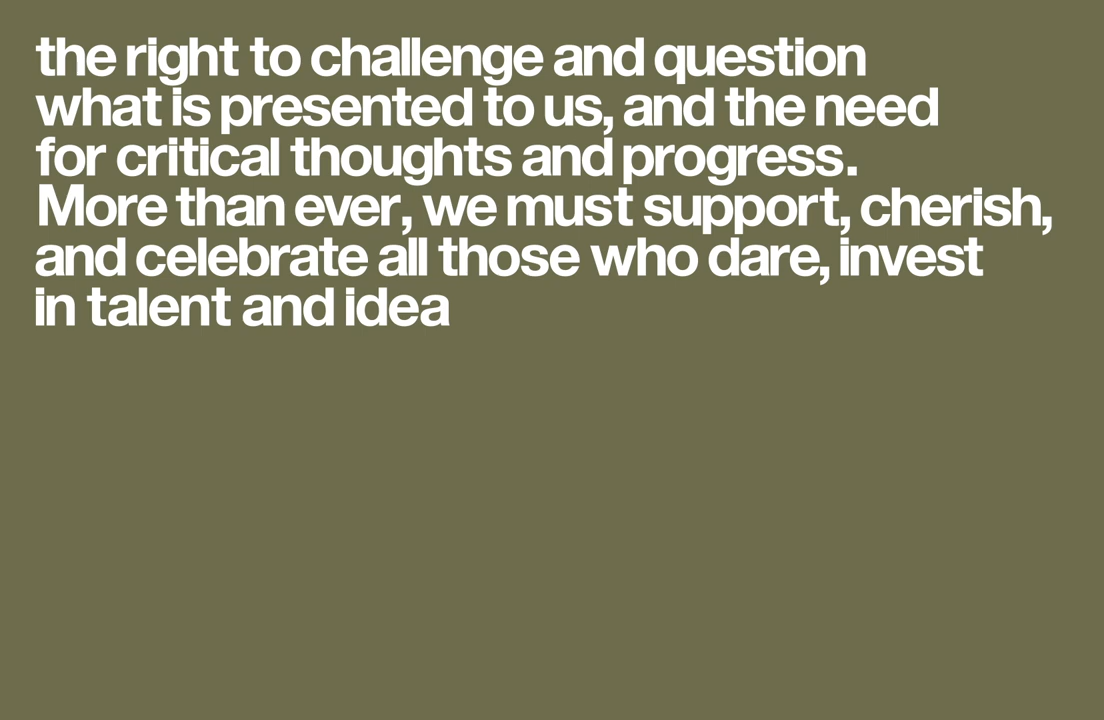 the right to challenge and question
what is presented to us, and the need
for critical thoughts and progress.
More than ever, we must support, cherish,
and celebrate all those who dare, invest
in talent and idea